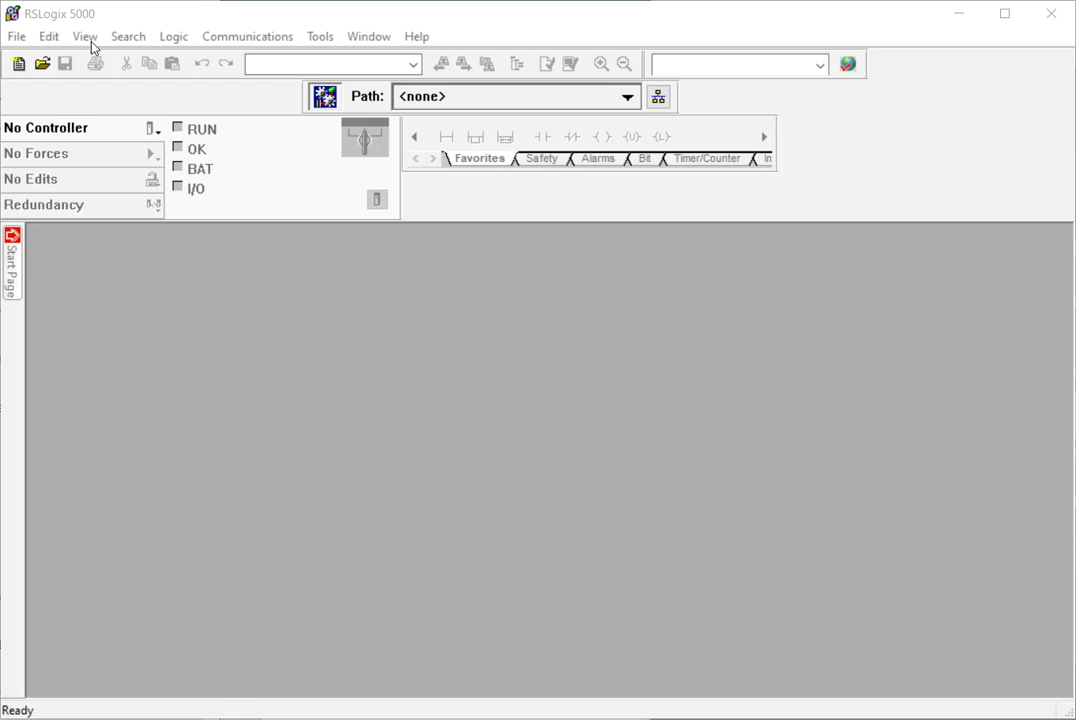 RSLogix 5000
File Edit View Search Logic Communications Tools Window Help
Path: <none>
No Controller
RUN
No Forces
OK
No Edits
BAT
Redundancy
I/O
Favorites Safety Alarms Bit Timer/Counter In
Start Page
Ready